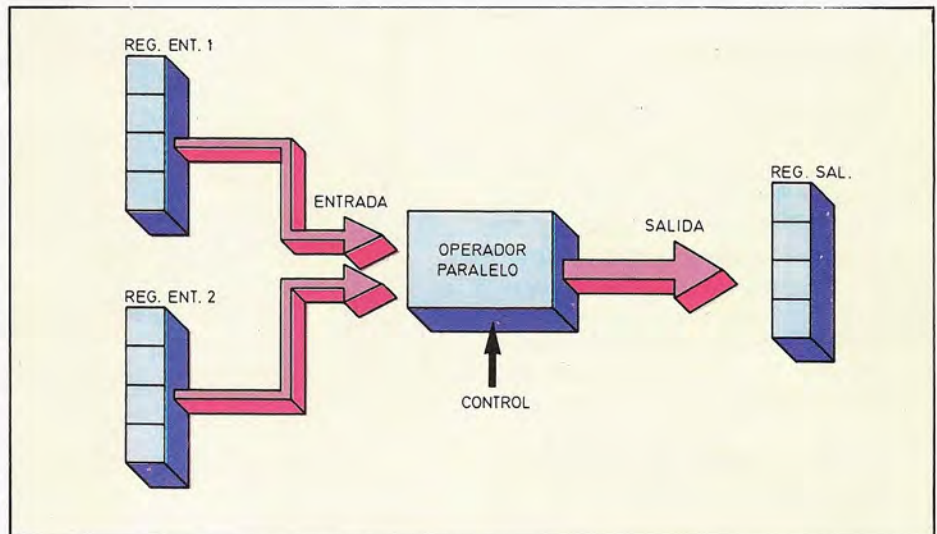 REG. ENT. 1
ENTRADA
REG. ENT. 2
OPERADOR
PARALELO
CONTROL
SALIDA
REG. SAL.